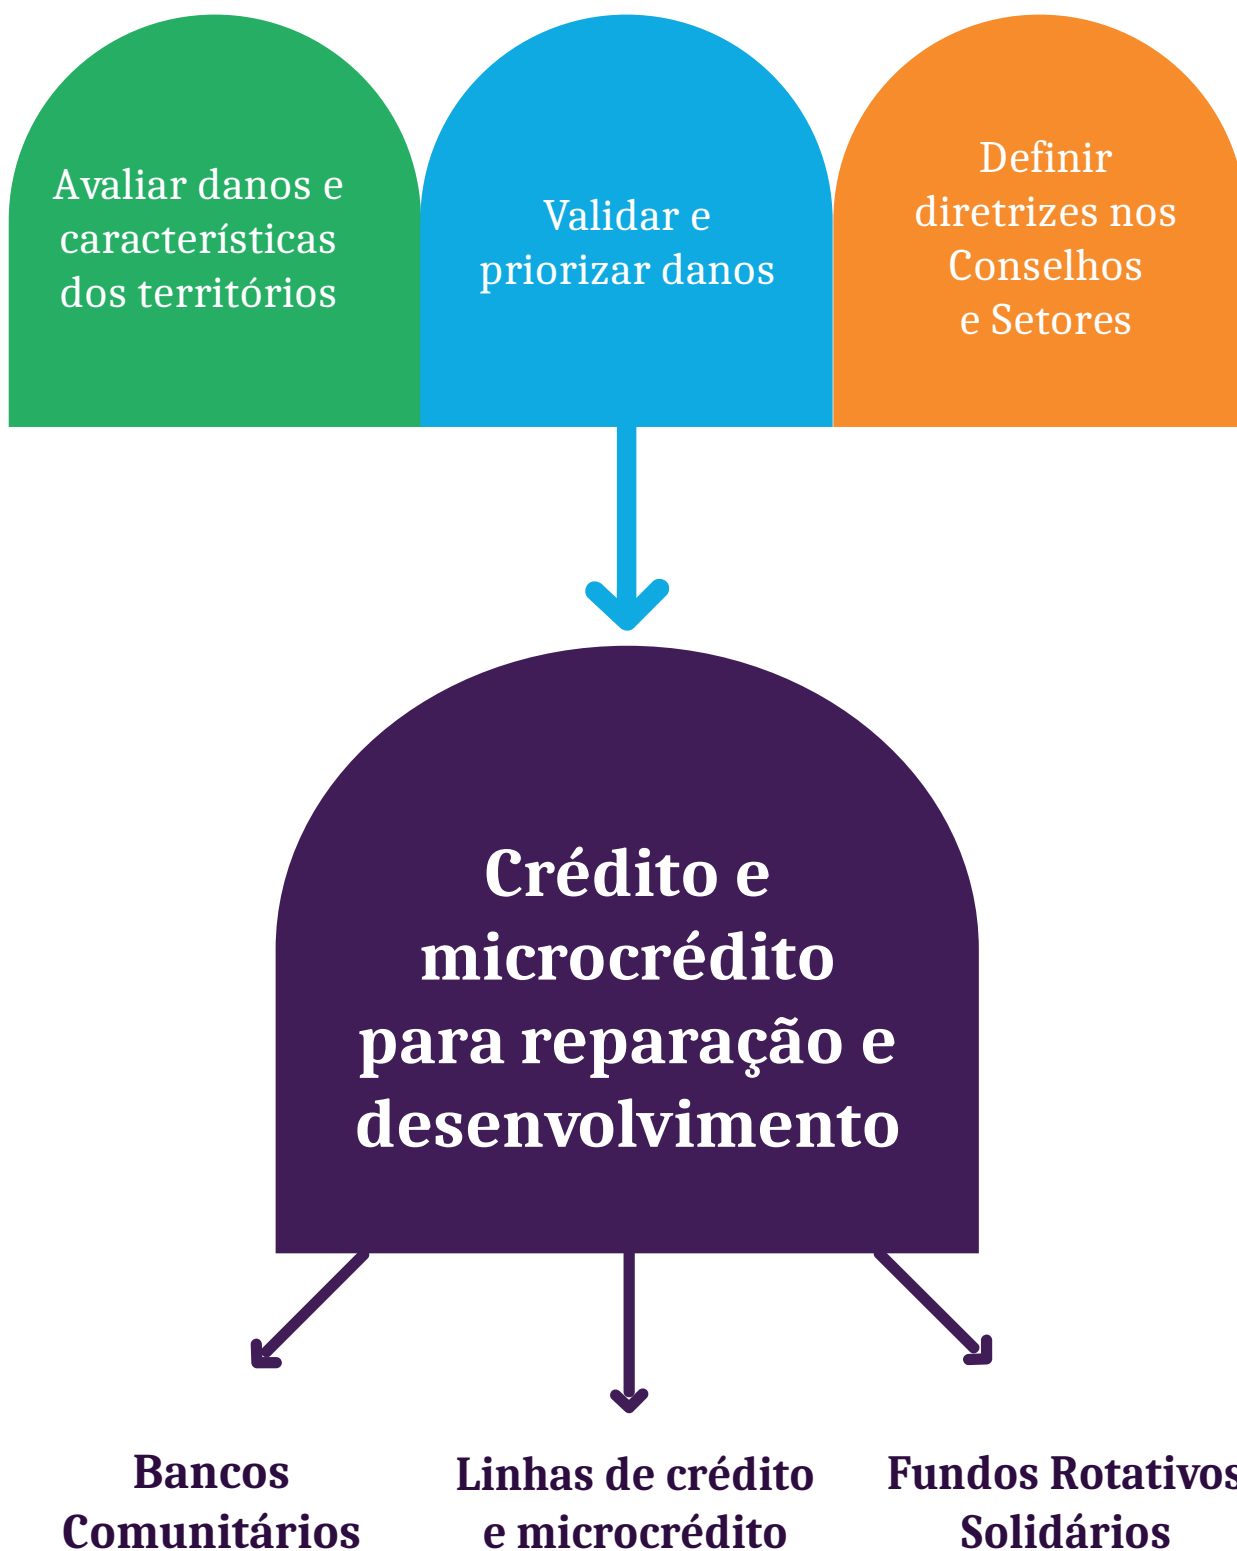 Avaliar danos e
características
dos territórios
Validar e
priorizar danos
Definir
diretrizes nos
Conselhos
e Setores
Crédito e
microcrédito
para reparação e
desenvolvimento
Bancos
Comunitários
Linhas de crédito
e microcrédito
Fundos Rotativos
Solidários